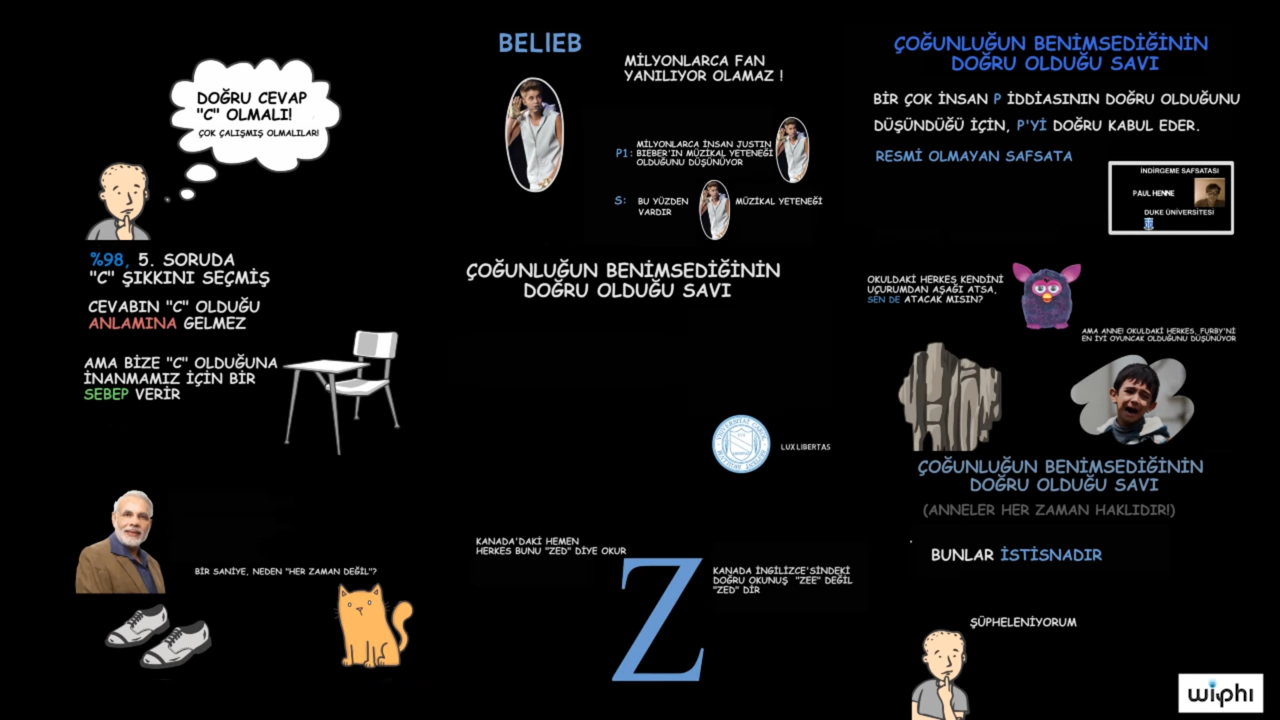 DOĞRU CEVAP
"C" OLMALI!
ÇOK ÇALIŞMIŞ OLMALILAR!
%98, 5. SORUDA
"C" ŞIKKINI SEÇMİŞ
CEVABIN "C" OLDUĞU
ANLAMINA GELMEZ
AMA BİZE "C" OLDUĞUNA
İNANMAMIZ İÇİN BİR
SEBEP VERİR
BİR SANİYE, NEDEN "HER ZAMAN DEĞİL"?
BELIEB
MİLYONLARCA FAN
YANILIYOR OLAMAZ !
P1: MİLYONLARCA İNSAN JUSTIN
BIEBER'IN MÜZİKAL YETENEĞİ
OLDUĞUNU DÜŞÜNÜYOR
S: BU YÜZDEN MÜZİKAL YETENEĞİ
VARDIR
ÇOĞUNLUĞUN BENİMSEDİĞİNİN
DOĞRU OLDUĞU SAVI
LUX LIBERTAS
KANADA'DAKİ HEMEN
HERKES BUNU "ZED" DİYE OKUR
Z
KANADA İNGİLİZCE'SİNDEKİ
DOĞRU OKUNUŞ "ZEE" DEĞİL
"ZED" DİR
ÇOĞUNLUĞUN BENİMSEDİĞİNİN
DOĞRU OLDUĞU SAVI
BİR ÇOK İNSAN P İDDİASININ DOĞRU OLDUĞUNU
DÜŞÜNDÜĞÜ İÇİN, P'Yİ DOĞRU KABUL EDER.
RESMİ OLMAYAN SAFSATA
İNDİRGEME SAFSATASI
PAUL HENNE
DUKE ÜNİVERSİTESİ
OKULDAKİ HERKES KENDİNİ
UÇURUMDAN AŞAĞI ATSA,
SEN DE ATACAK MISIN?
AMA ANNE! OKULDAKİ HERKES, FURBY'Nİ
EN İYİ OYUNCAK OLDUĞUNU DÜŞÜNÜYOR
ÇOĞUNLUĞUN BENİMSEDİĞİNİN
DOĞRU OLDUĞU SAVI
(ANNELER HER ZAMAN HAKLIDIR!)
BUNLAR İSTİSNADIR
ŞÜPHELENİYORUM
wiphi